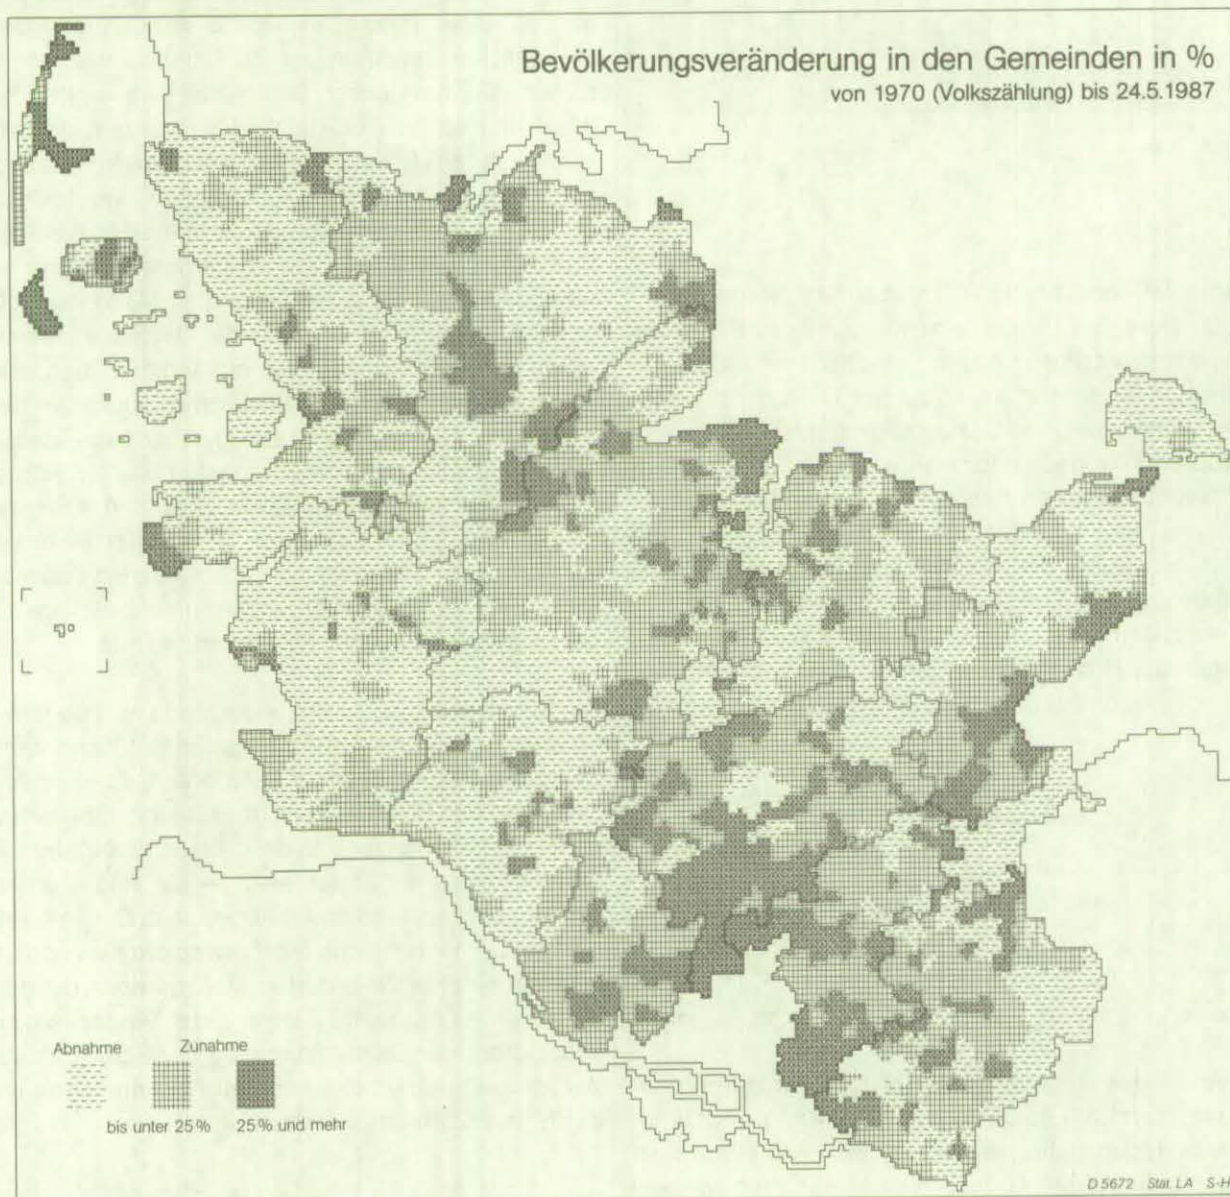 Bevölkerungsveränderung in den Gemeinden in %
von 1970 (Volkszählung) bis 24.5.1987
Abnahme Zunahme
bis unter 25% 25% und mehr
D 5672 Stat. LA S-H